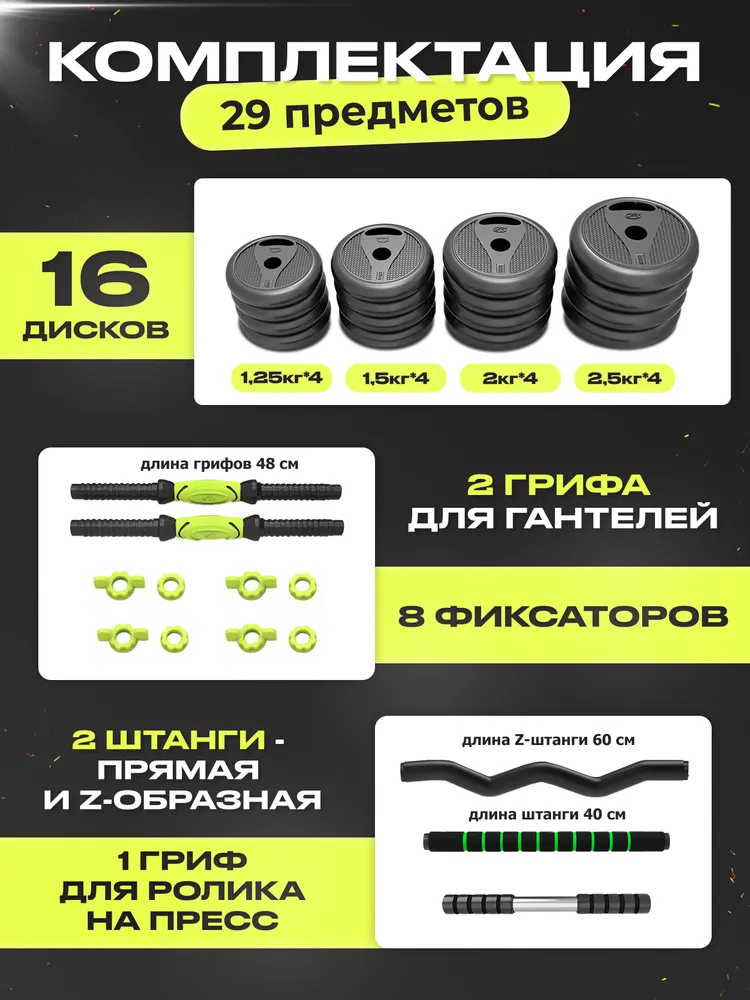 КОМПЛЕКТАЦИЯ
29 предметов
16
ДИСКОВ
1,25кг*4
1,5кг*4
2кг*4
2,5кг*4
длина грифов 48 см
2 ГРИФА
ДЛЯ ГАНТЕЛЕЙ
8 ФИКСАТОРОВ
2 ШТАНГИ -
ПРЯМАЯ
И Z-ОБРАЗНАЯ
длина Z-штанги 60 см
длина штанги 40 см
1 ГРИФ
ДЛЯ РОЛИКА
НА ПРЕСС